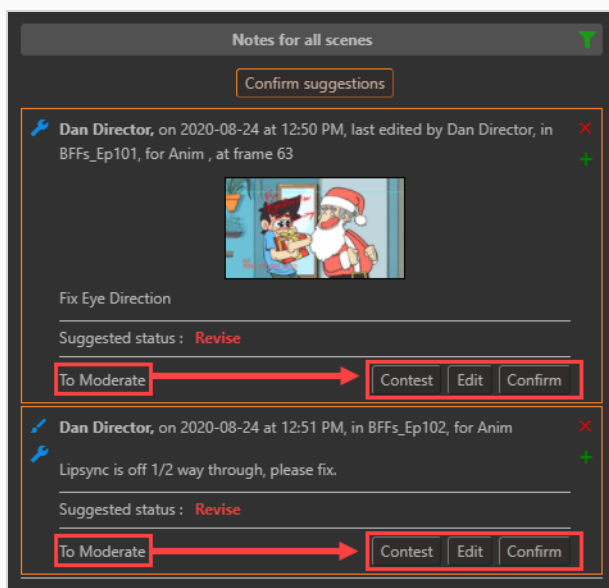 Notes for all scenes
Confirm suggestions
Dan Director, on 2020-08-24 at 12:50 PM, last edited by Dan Director, in
BFFs_Ep101, for Anim , at frame 63
Fix Eye Direction
Suggested status : Revise
To Moderate Contest Edit Confirm
Dan Director, on 2020-08-24 at 12:51 PM, in BFFs_Ep102, for Anim
Lipsync is off 1/2 way through, please fix.
Suggested status : Revise
To Moderate Contest Edit Confirm